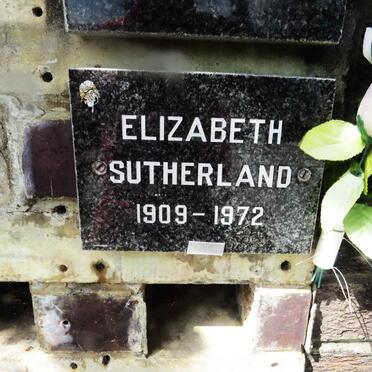 ELIZABETH
SUTHERLAND
1909 - 1972